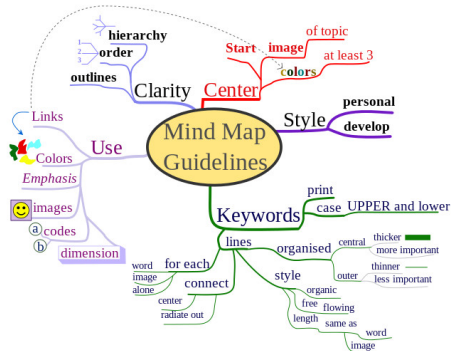 Mind Map
Guidelines
Center
Start
image
of topic
colors
at least 3
Style
personal
develop
Keywords
print
case
UPPER and lower
lines
organised
central
thicker
more important
outer
thinner
less important
style
organic
free
flowing
length
same as
word
image
for each
word
image
alone
connect
center
radiate out
Use
Links
Colors
Emphasis
images
a
codes
b
dimension
Clarity
hierarchy
order
1
2
3
outlines